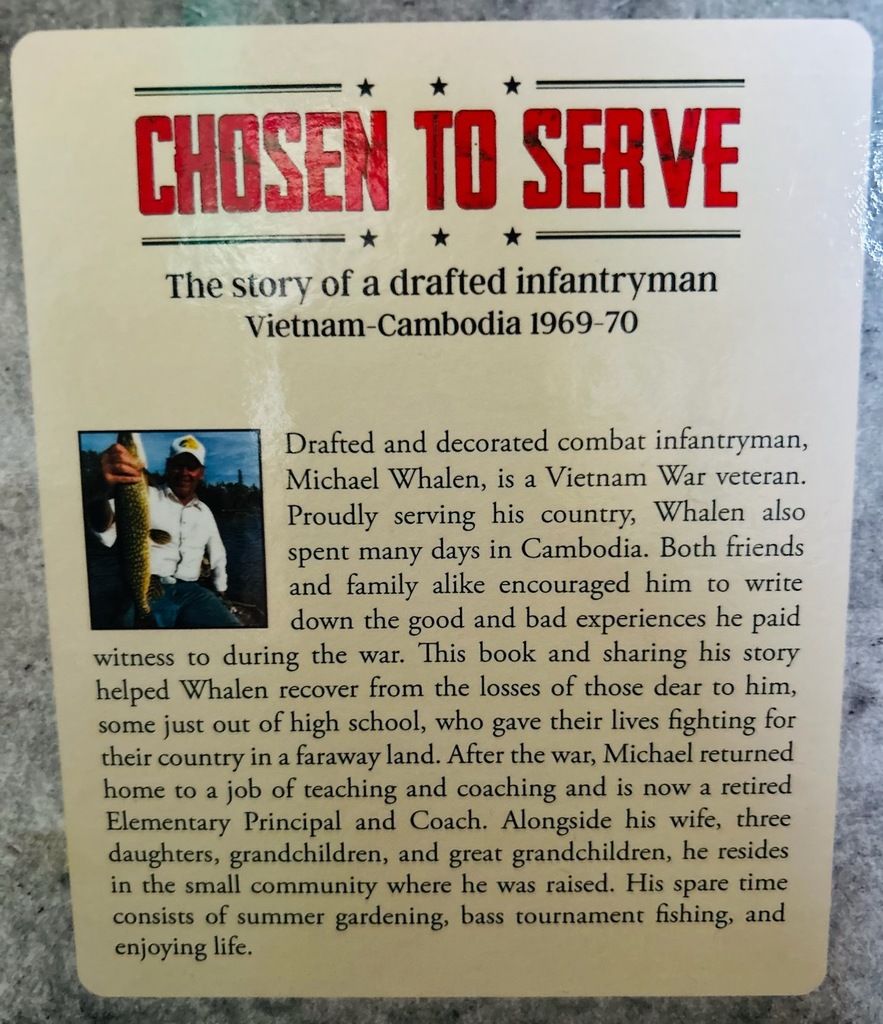 CHOSEN TO SERVE
The story of a drafted infantryman
Vietnam-Cambodia 1969-70
Drafted and decorated combat infantryman,
Michael Whalen, is a Vietnam War veteran.
Proudly serving his country, Whalen also
spent many days in Cambodia. Both friends
and family alike encouraged him to write
down the good and bad experiences he paid
witness to during the war. This book and sharing his story
helped Whalen recover from the losses of those dear to him,
some just out of high school, who gave their lives fighting for
their country in a faraway land. After the war, Michael returned
home to a job of teaching and coaching and is now a retired
Elementary Principal and Coach. Alongside his wife, three
daughters, grandchildren, and great grandchildren, he resides
in the small community where he was raised. His spare time
consists of summer gardening, bass tournament fishing, and
enjoying life.